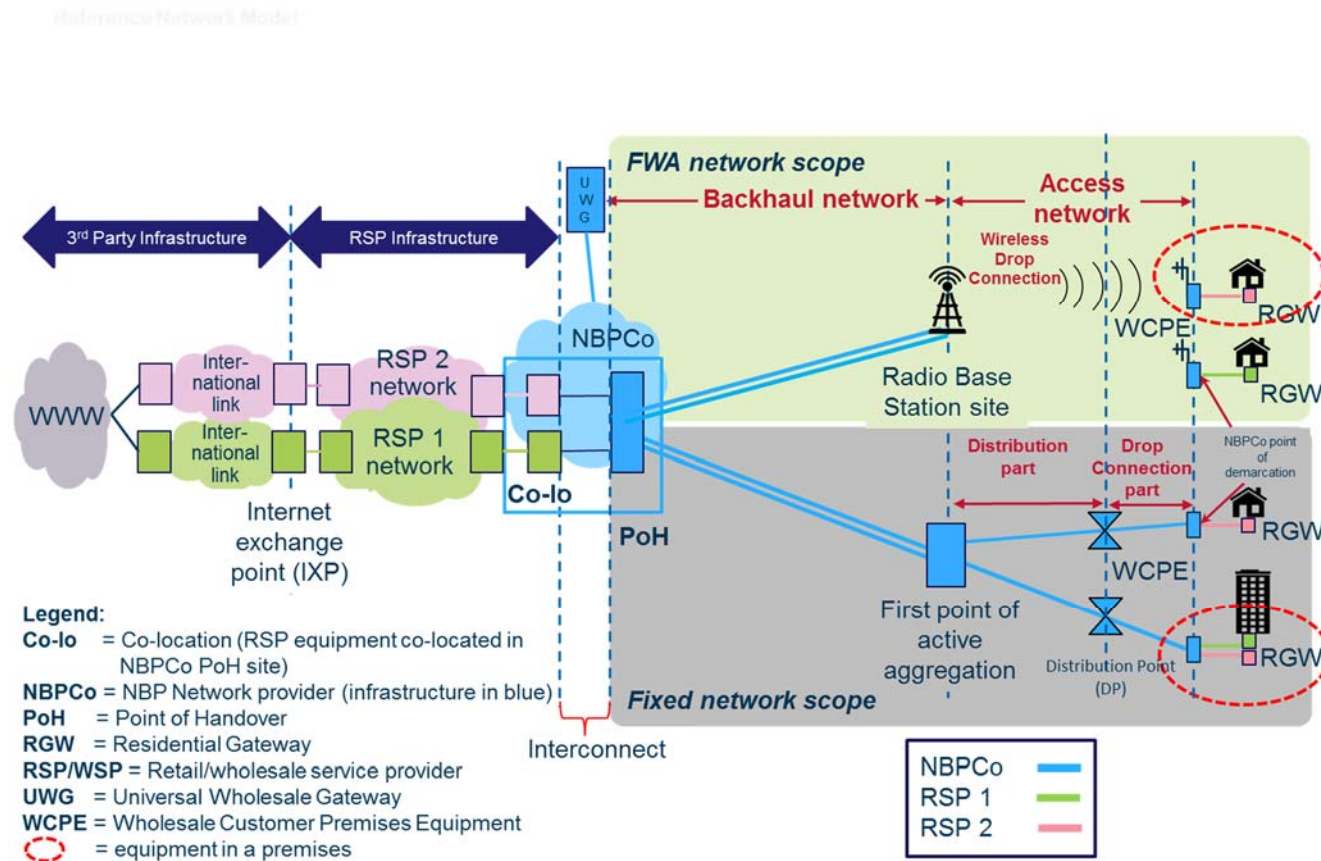 Reference Network Model
FWA network scope
U
W
G
Backhaul network
Access
network
3rd Party Infrastructure
RSP Infrastructure
Wireless
Drop
Connection
NBPCo
WCPE
RGW
WWW
Inter-
national
link
RSP 2
network
Radio Base
Station site
RGW
Inter-
national
link
RSP 1
network
Co-lo
Distribution
part
Drop
Connection
part
NBPCo point
of
demarcation
Internet
exchange
point (IXP)
PoH
WCPE
RGW
First point of
active
aggregation
Distribution Point
(DP)
RGW
Fixed network scope
Interconnect
Legend:
Co-lo = Co-location (RSP equipment co-located in
NBPCo PoH site)
NBPCo = NBP Network provider (infrastructure in blue)
PoH = Point of Handover
RGW = Residential Gateway
RSP/WSP = Retail/wholesale service provider
UWG = Universal Wholesale Gateway
WCPE = Wholesale Customer Premises Equipment
= equipment in a premises
NBPCo
RSP 1
RSP 2